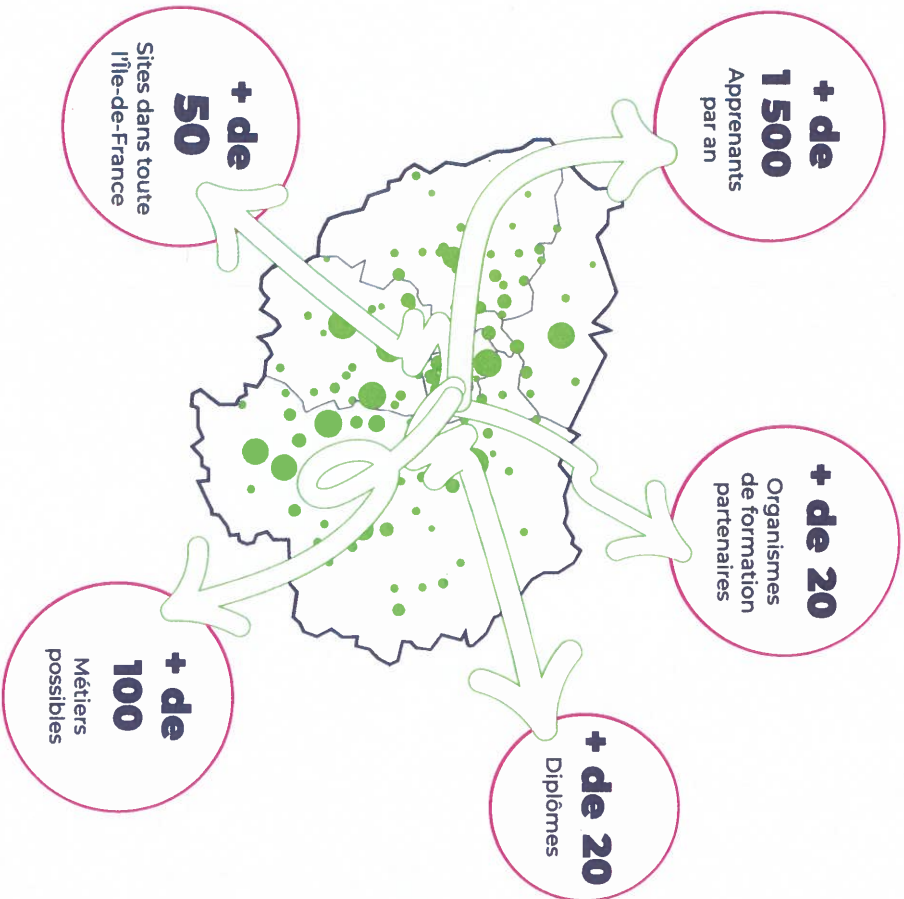 + de
1 500
Apprenants
par an
+ de 20
Organismes
de formation
partenaires
+ de 20
Diplômes
+ de
50
Sites dans toute
l'Île-de-France
+ de
100
Métiers
possibles